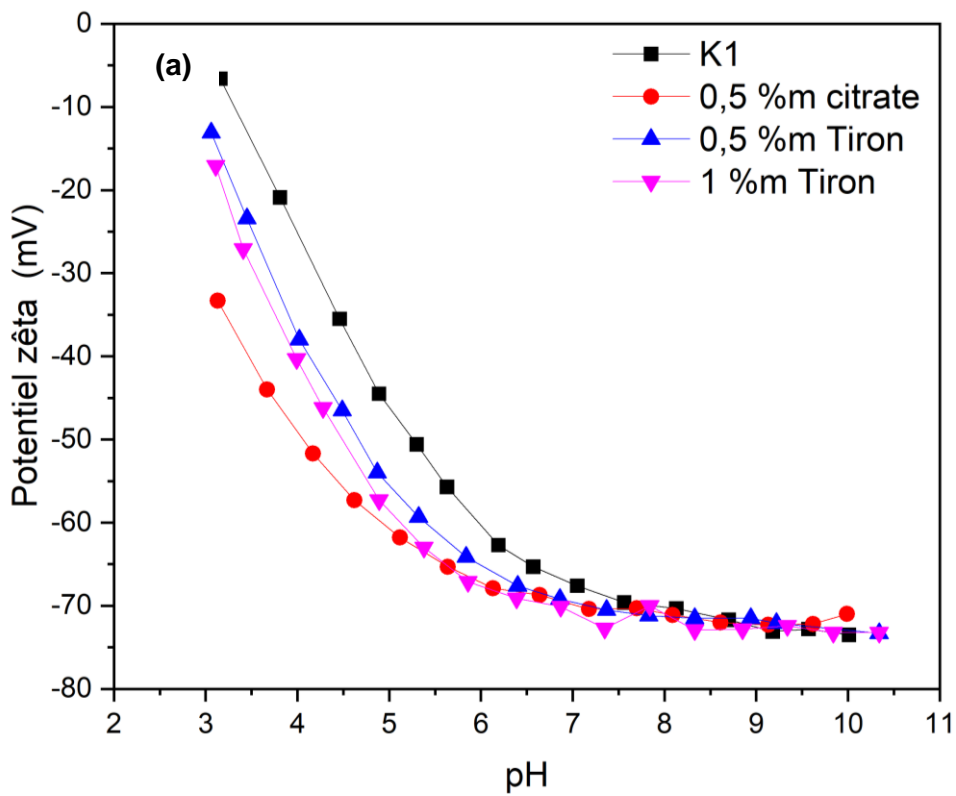 (a)
K1
0,5 %m citrate
0,5 %m Tiron
1 %m Tiron
Potentiel zêta (mV)
0
-10
-20
-30
-40
-50
-60
-70
-80
2 3 4 5 6 7 8 9 10 11
pH